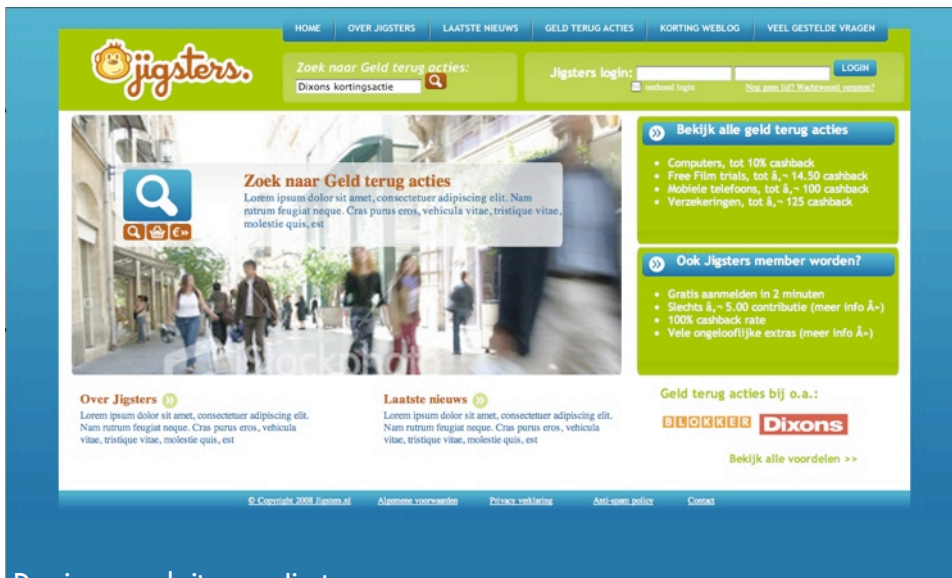 HOME OVER JIGSTERS LAATSTE NIEUWS GELD TERUG ACTIES KORTING WEBLOG VEEL GESTELDE VRAGEN
jigsters.
Zoek naar Geld terug acties:
Dixons kortingsactie
Jigsters login:
LOGIN
onthoud login
Nog geen lid? Wachtwoord vergeten?
Zoek naar Geld terug acties
Lorem ipsum dolor sit amet, consectetuer adipiscing elit. Nam
rutrum feugiat neque. Cras purus eros, vehicula vitae, tristique vitae,
molestie quis, est
€»
iStockphoto
Bekijk alle geld terug acties
• Computers, tot 10% cashback
• Free Film trials, tot â‚¬ 14.50 cashback
• Mobiele telefoons, tot â‚¬ 100 cashback
• Verzekeringen, tot â‚¬ 125 cashback
Ook Jigsters member worden?
• Gratis aanmelden in 2 minuten
• Slechts â‚¬ 5.00 contributie (meer info Â»)
• 100% cashback rate
• Vele ongelooflijke extras (meer info Â»)
Over Jigsters
Lorem ipsum dolor sit amet, consectetuer adipiscing elit.
Nam rutrum feugiat neque. Cras purus eros, vehicula
vitae, tristique vitae, molestie quis, est
Laatste nieuws
Lorem ipsum dolor sit amet, consectetuer adipiscing elit.
Nam rutrum feugiat neque. Cras purus eros, vehicula
vitae, tristique vitae, molestie quis, est
Geld terug acties bij o.a.:
BLOKKER Dixons
Bekijk alle voordelen >>
© Copyright 2008 Jigsters.nl Algemene voorwaarden Privacy verklaring Anti-spam policy Contact